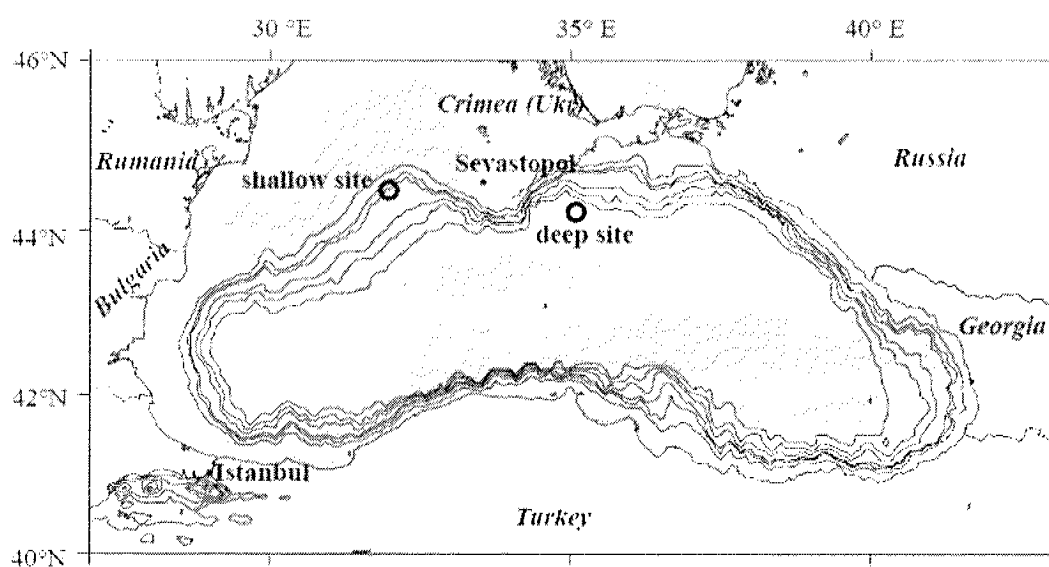 30 °E 35° E 40° E
46°N
Crimea (Ukr)
Rumania
Sevastopol
Russia
shallow site
44°N
deep site
Bulgaria
Georgia
42°N
Istanbul
Turkey
40°N